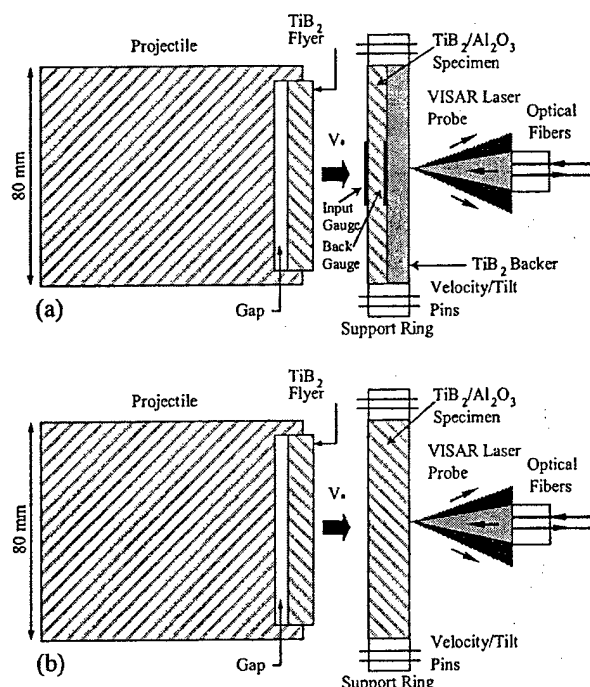 TiB2
Flyer
Projectile
TiB2/Al2O3
Specimen
VISAR Laser
Probe
Optical
Fibers
80 mm
Vo
Input
Gauge
Back
Gauge
TiB2 Backer
(a)
Gap
Velocity/Tilt
Pins
Support Ring
TiB2
Flyer
Projectile
TiB2/Al2O3
Specimen
VISAR Laser
Probe
Optical
Fibers
80 mm
Vo
(b)
Gap
Velocity/Tilt
Pins
Support Ring